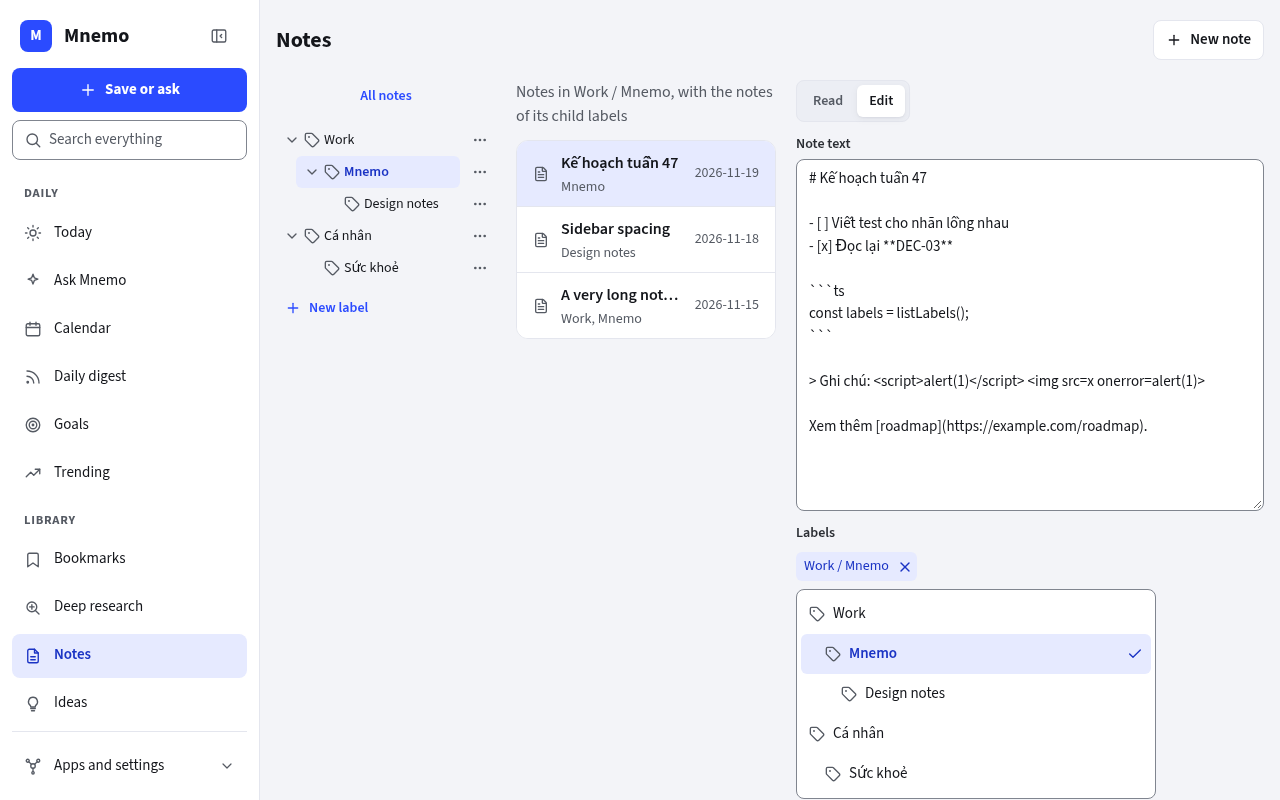 M Mnemo
Save or ask
Search everything
DAILY
Today
Ask Mnemo
Calendar
Daily digest
Goals
Trending
LIBRARY
Bookmarks
Deep research
Notes
Ideas
Apps and settings
Notes
New note
All notes
Work
Mnemo
Design notes
Cá nhân
Sức khoẻ
New label
Notes in Work / Mnemo, with the notes
of its child labels
Kế hoạch tuần 47
Mnemo
2026-11-19
Sidebar spacing
Design notes
2026-11-18
A very long not…
Work, Mnemo
2026-11-15
Read Edit
Note text
# Kế hoạch tuần 47
- [ ] Viết test cho nhãn lồng nhau
- [x] Đọc lại **DEC-03**
```ts
const labels = listLabels();
```
> Ghi chú: <script>alert(1)</script> <img src=x onerror=alert(1)>
Xem thêm [roadmap](https://example.com/roadmap).
Labels
Work / Mnemo
Work
Mnemo
Design notes
Cá nhân
Sức khoẻ